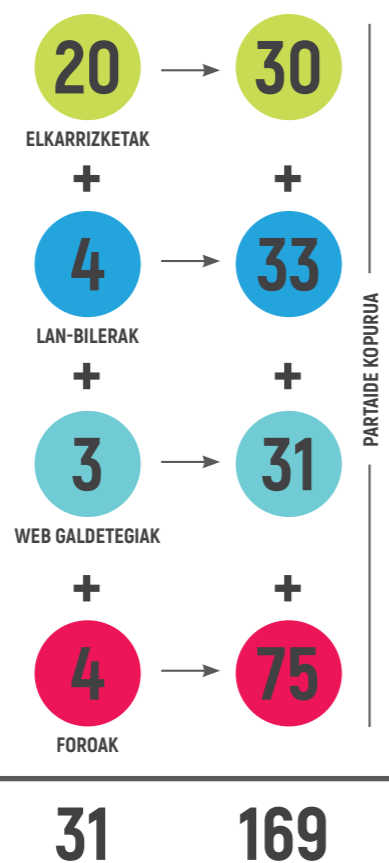 20 → 30
ELKARRIZKETAK
+ +
4 → 33
LAN-BILERAK
+ +
3 → 31
WEB GALDETEGIAK
+ +
4 → 75
FOROAK
PARTAIDE KOPURUA
31 169